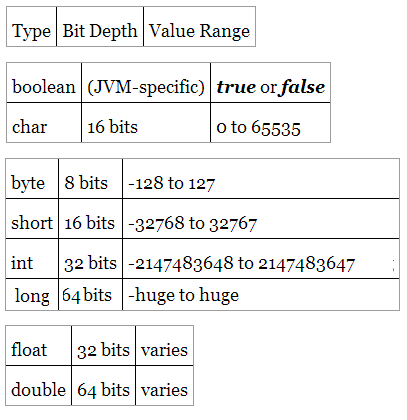 Type Bit Depth Value Range
boolean (JVM-specific) true or false
char 16 bits 0 to 65535
byte 8 bits -128 to 127
short 16 bits -32768 to 32767
int 32 bits -2147483648 to 2147483647
long 64 bits -huge to huge
float 32 bits varies
double 64 bits varies